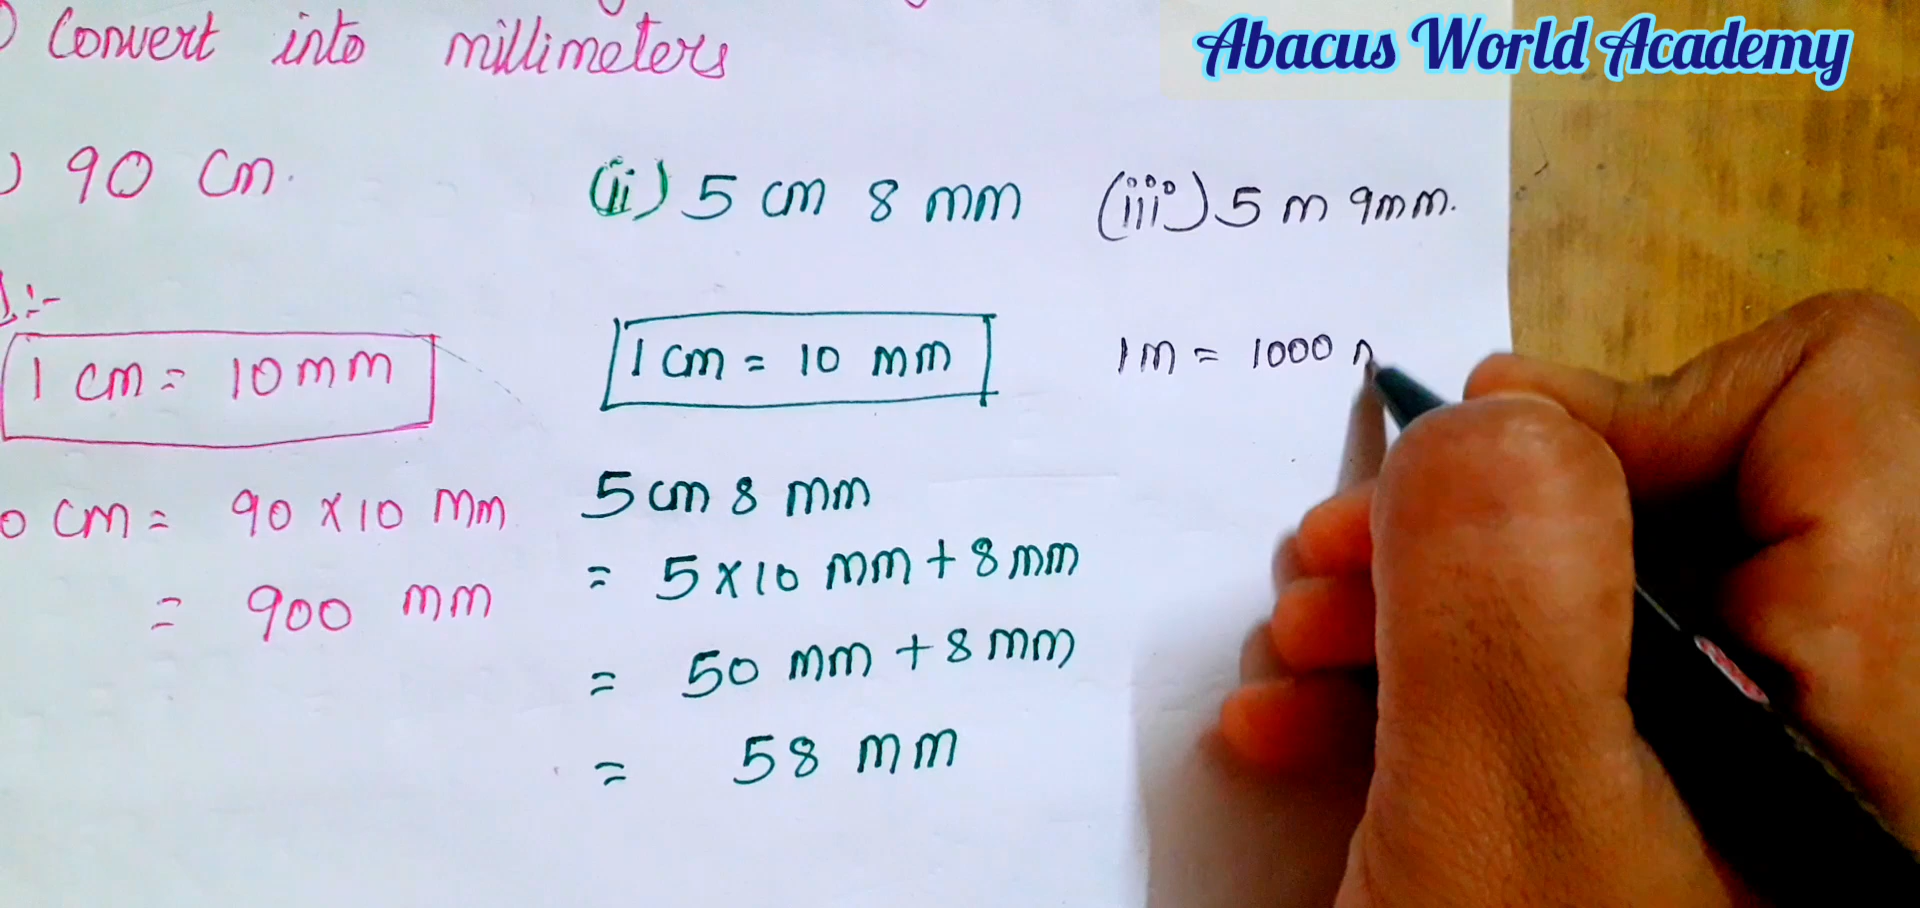 Abacus World Academy
) Convert into millimeters
) 90 cm.
(ii) 5 cm 8 mm
(iii) 5 m 9mm.
1 cm = 10 mm
1 cm = 10 mm
1 m = 1000
0 cm = 90 x 10 mm
= 900 mm
5 cm 8 mm
= 5 x 10 mm + 8 mm
= 50 mm + 8 mm
= 58 mm